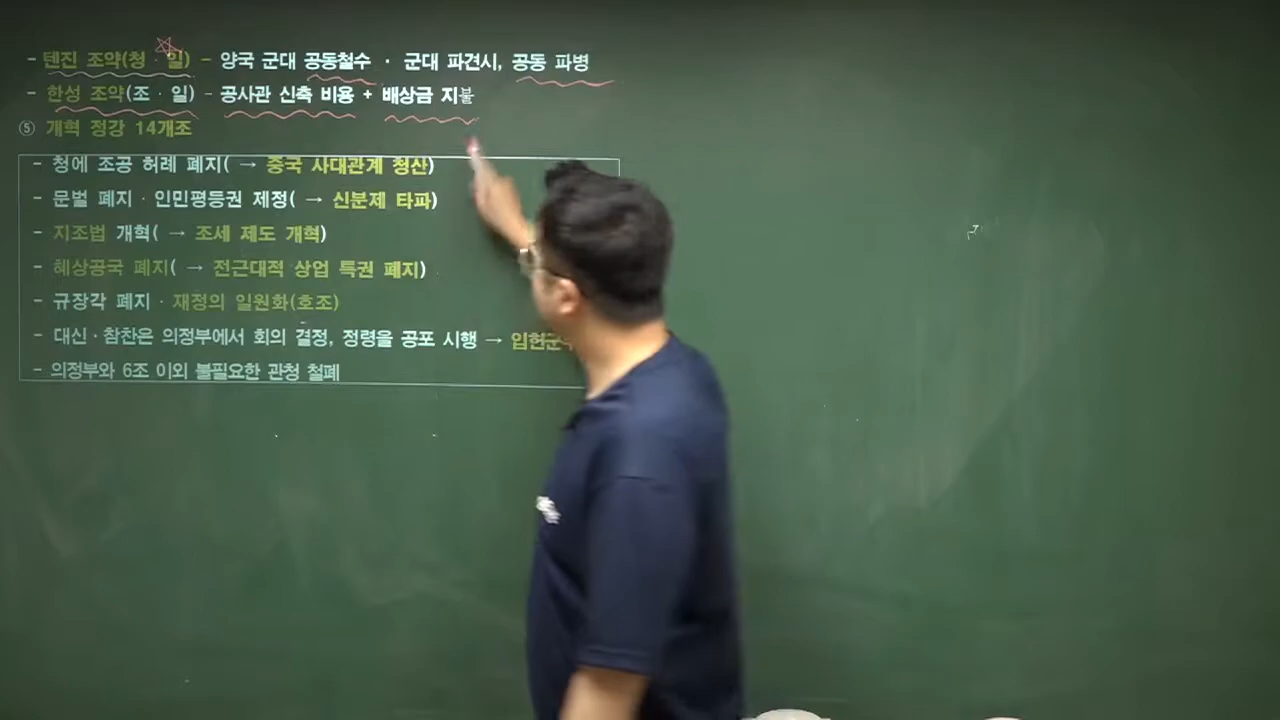 - 텐진 조약(청 · 일) - 양국 군대 공동철수 · 군대 파견시, 공동 파병
- 한성 조약(조 · 일) - 공사관 신축 비용 + 배상금 지불
⑤ 개혁 정강 14개조
- 청에 조공 허례 폐지( → 중국 사대관계 청산)
- 문벌 폐지 · 인민평등권 제정( → 신분제 타파)
- 지조법 개혁( → 조세 제도 개혁)
- 혜상공국 폐지( → 전근대적 상업 특권 폐지)
- 규장각 폐지 · 재정의 일원화(호조)
- 대신 · 참찬은 의정부에서 회의 결정, 정령을 공포 시행 → 입헌군
- 의정부와 6조 이외 불필요한 관청 철폐